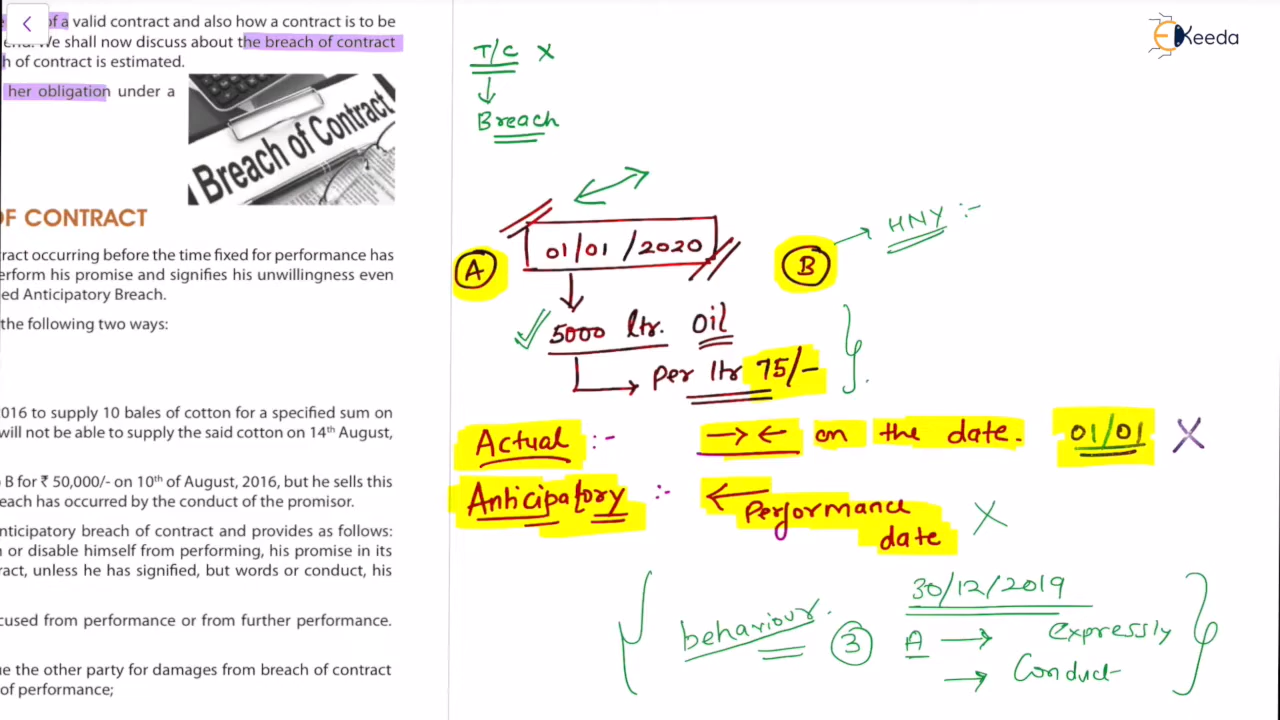 of a valid contract and also how a contract is to be
We shall now discuss about the breach of contract
h of contract is estimated.
her obligation under a
Breach of Contract
OF CONTRACT
ract occurring before the time fixed for performance has
erform his promise and signifies his unwillingness even
ed Anticipatory Breach.
the following two ways:
2016 to supply 10 bales of cotton for a specified sum on
will not be able to supply the said cotton on 14th August,
B for ₹ 50,000/- on 10th of August, 2016, but he sells this
each has occurred by the conduct of the promisor.
nticipatory breach of contract and provides as follows:
or disable himself from performing, his promise in its
ract, unless he has signified, but words or conduct, his
cused from performance or from further performance.
ue the other party for damages from breach of contract
of performance;
Ekeeda
T/C X
↓
Breach
A 01/01/2020 B → HNY :-
5000 ltr. Oil
→ Per ltr 75/-
Actual :- →← on the date. 01/01 X
Anticipatory :- ← Performance date X
30/12/2019
behaviour. 3 A → Expressly
→ Conduct